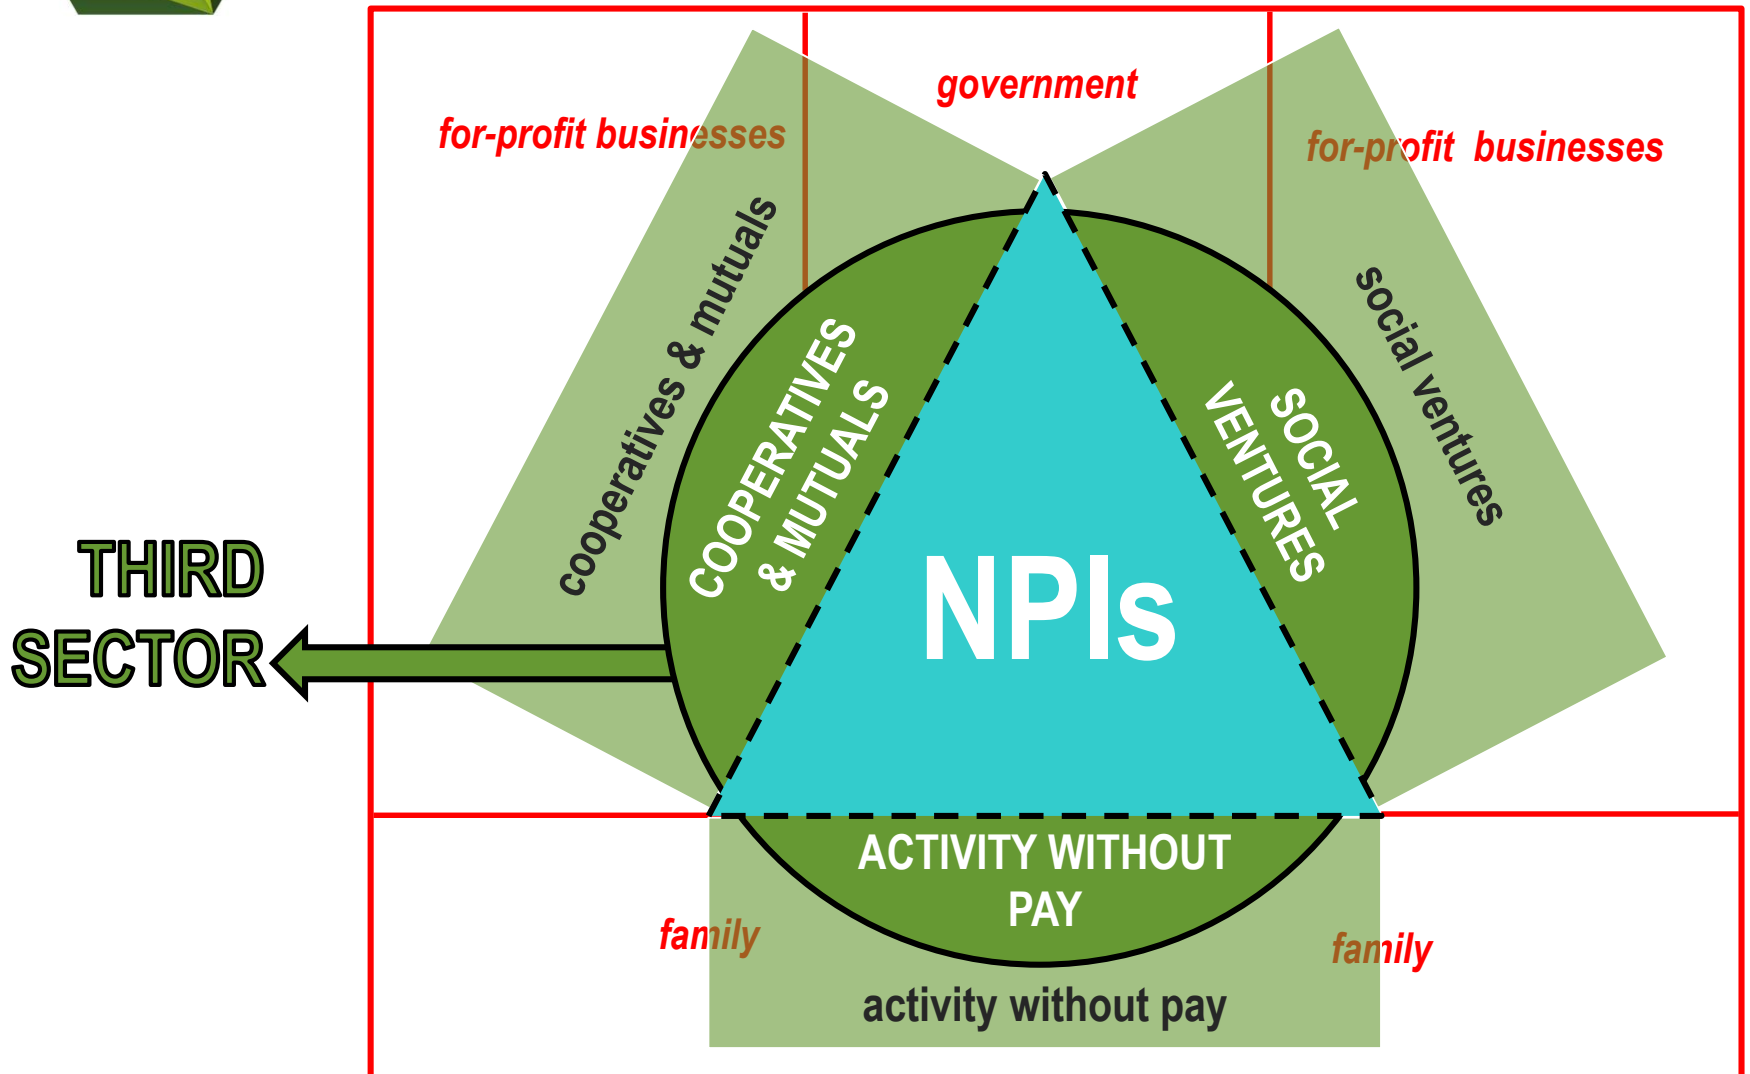 government
for-profit businesses
for-profit businesses
cooperatives & mutuals
social ventures
COOPERATIVES
& MUTUALS
SOCIAL
VENTURES
NPIs
THIRD
SECTOR
ACTIVITY WITHOUT
PAY
family
family
activity without pay